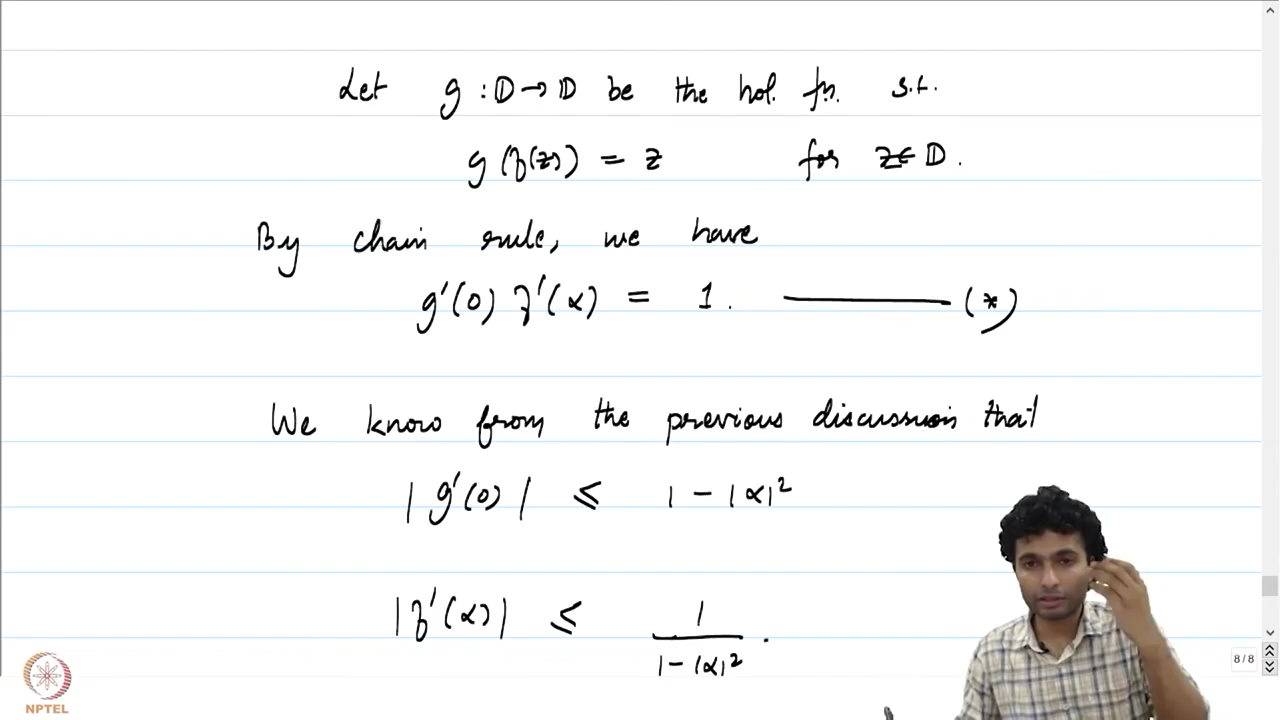 Let g : 𝔻 → 𝔻 be the hol. fn. s.t.
g(f(z)) = z for z ∈ 𝔻.
By chain rule, we have
g'(0) f'(α) = 1. ——— (*)
We know from the previous discussion that
|g'(0)| ≤ 1 - |α|²
|f'(α)| ≤ 1 / 1 - |α|² .
8 / 8
NPTEL